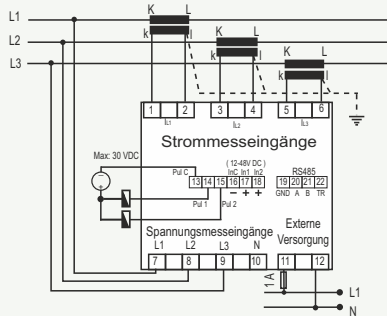 L1 K L
k l
L2 K L
k l
L3 K L
k l
1 2 3 4 5 6
IL1 IL2 IL3
Strommesseingänge
Max: 30 VDC
( 12-48V DC )
Pul C InC In1 In2 RS485
13 14 15 16 17 18 19 20 21 22
Pul 1 Pul 2 - + + GND A B TR
Spannungsmesseingänge Externe Versorgung
L1 L2 L3 N
7 8 9 10 11 12
1 A
L1
N